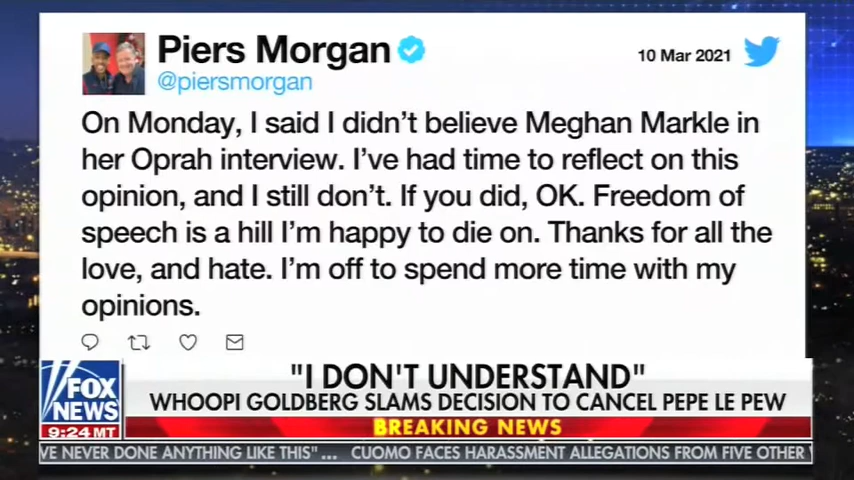 Piers Morgan
@piersmorgan
10 Mar 2021
On Monday, I said I didn't believe Meghan Markle in
her Oprah interview. I've had time to reflect on this
opinion, and I still don't. If you did, OK. Freedom of
speech is a hill I'm happy to die on. Thanks for all the
love, and hate. I'm off to spend more time with my
opinions.
FOX
NEWS
9:24 MT
"I DON'T UNDERSTAND"
WHOOPI GOLDBERG SLAMS DECISION TO CANCEL PEPE LE PEW
BREAKING NEWS
VE NEVER DONE ANYTHING LIKE THIS"... CUOMO FACES HARASSMENT ALLEGATIONS FROM FIVE OTHER